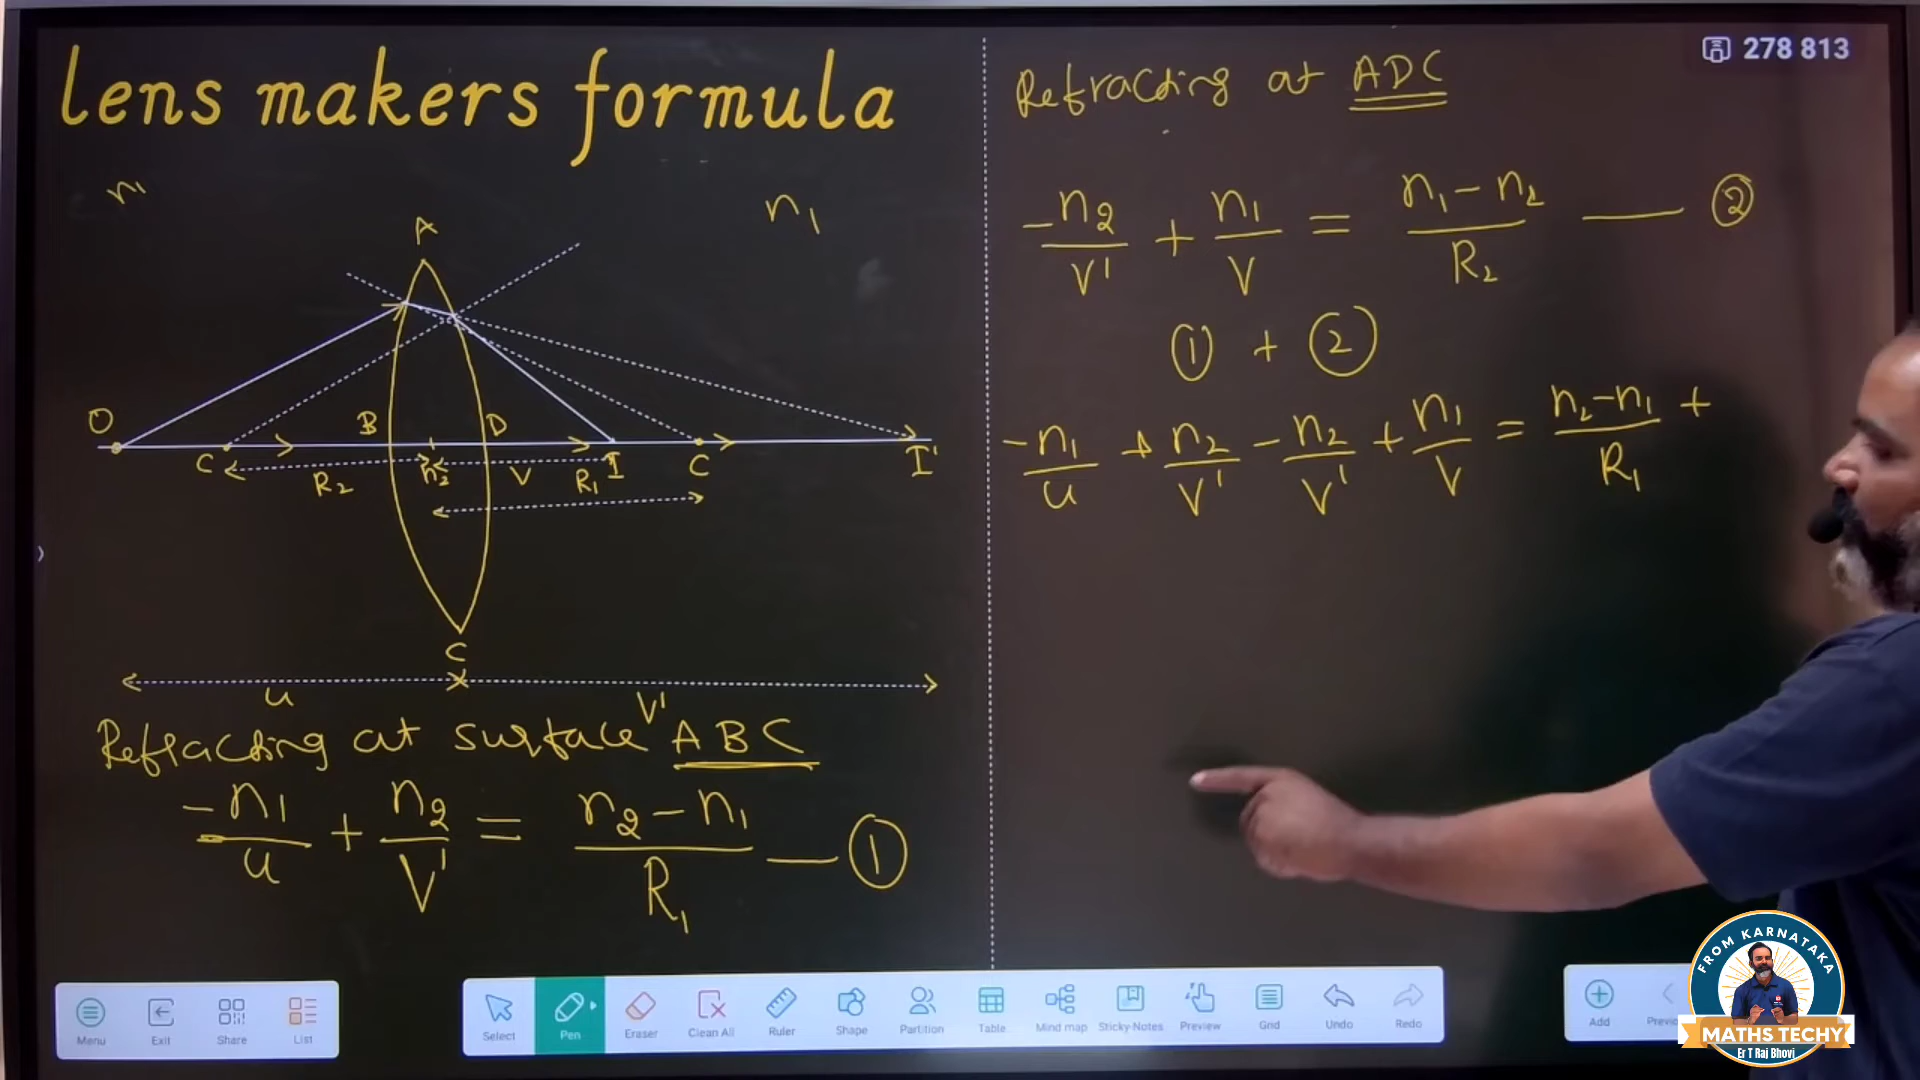 lens makers formula
n1
n1
A
O
B
D
C
R2
n2
V
R1
I
C
I'
C
u
V'
Refracting at surface ABC
-n1/u + n2/V' = n2-n1/R1 — ①
Refracting at ADC
-n2/V' + n1/V = n1-n2/R2 — ②
① + ②
-n1/u + n2/V' - n2/V' + n1/V = n2-n1/R1 +
278 813
Menu
Exit
Share
List
Select
Pen
Eraser
Clean All
Ruler
Shape
Partition
Table
Mind map
Sticky-Notes
Preview
Grid
Undo
Redo
Add
FROM KARNATAKA
MATHS TECHY
Er T Raj Bhovi